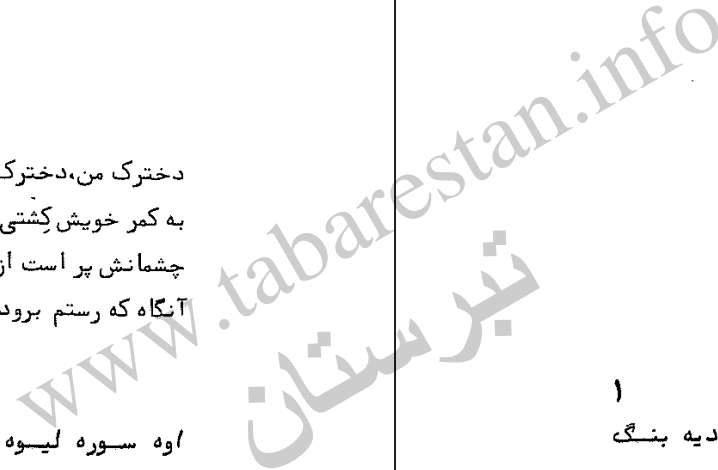 دخترک من،دخترک
به کمر خویش کِشتی
چشمانش پر است از
آنگاه که رستم برود
اوه سوره لیوه
۱
دیه بنگ
www.tabarestan.info
تبرستان